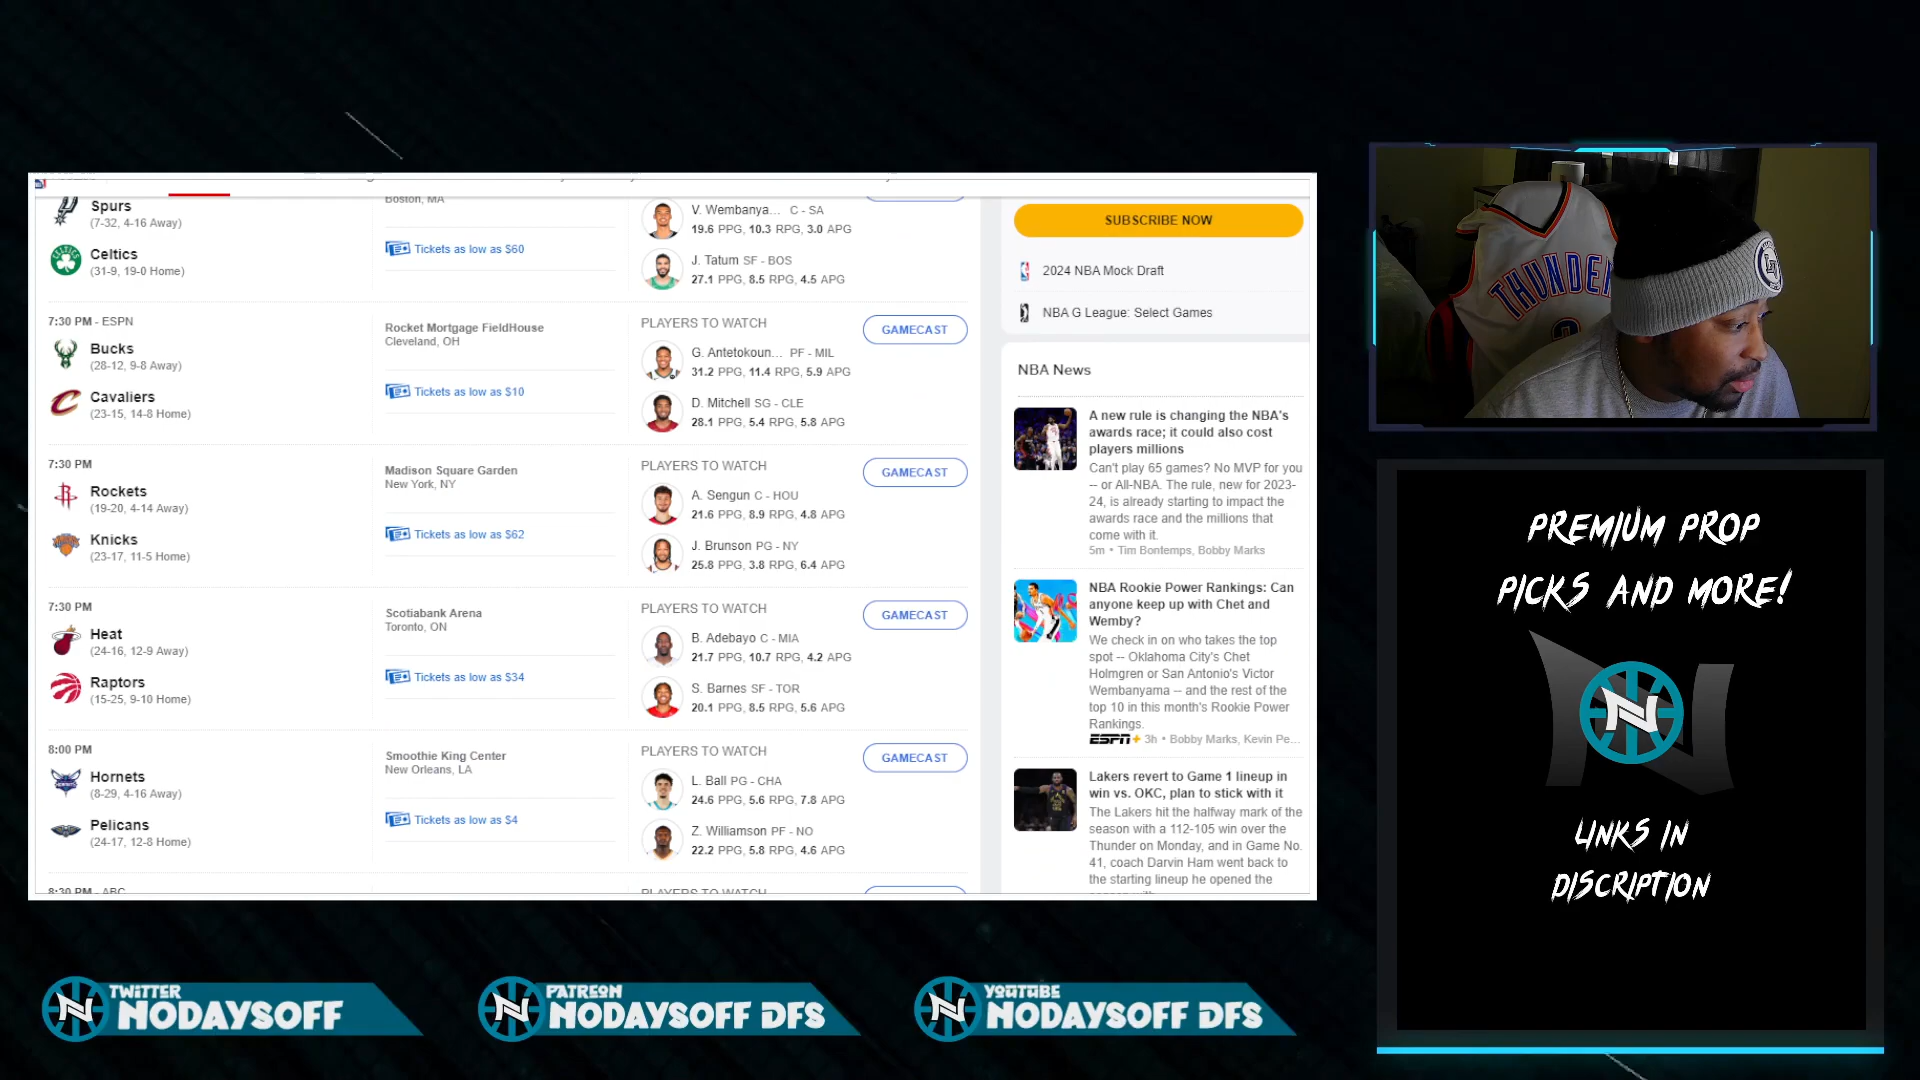 Spurs
(7-32, 4-16 Away)
Celtics
(31-9, 19-0 Home)
Boston, MA
Tickets as low as $60
V. Wembanya... C - SA
19.6 PPG, 10.3 RPG, 3.0 APG
J. Tatum SF - BOS
27.1 PPG, 8.5 RPG, 4.5 APG
7:30 PM - ESPN
Bucks
(28-12, 9-8 Away)
Cavaliers
(23-15, 14-8 Home)
Rocket Mortgage FieldHouse
Cleveland, OH
Tickets as low as $10
PLAYERS TO WATCH
G. Antetokoun... PF - MIL
31.2 PPG, 11.4 RPG, 5.9 APG
D. Mitchell SG - CLE
28.1 PPG, 5.4 RPG, 5.8 APG
GAMECAST
7:30 PM
Rockets
(19-20, 4-14 Away)
Knicks
(23-17, 11-5 Home)
Madison Square Garden
New York, NY
Tickets as low as $62
PLAYERS TO WATCH
A. Sengun C - HOU
21.6 PPG, 8.9 RPG, 4.8 APG
J. Brunson PG - NY
25.8 PPG, 3.8 RPG, 6.4 APG
GAMECAST
7:30 PM
Heat
(24-16, 12-9 Away)
Raptors
(15-25, 9-10 Home)
Scotiabank Arena
Toronto, ON
Tickets as low as $34
PLAYERS TO WATCH
B. Adebayo C - MIA
21.7 PPG, 10.7 RPG, 4.2 APG
S. Barnes SF - TOR
20.1 PPG, 8.5 RPG, 5.6 APG
GAMECAST
8:00 PM
Hornets
(8-29, 4-16 Away)
Pelicans
(24-17, 12-8 Home)
Smoothie King Center
New Orleans, LA
Tickets as low as $4
PLAYERS TO WATCH
L. Ball PG - CHA
24.6 PPG, 5.6 RPG, 7.8 APG
Z. Williamson PF - NO
22.2 PPG, 5.8 RPG, 4.6 APG
GAMECAST
8:30 PM - ABC
PLAYERS TO WATCH
SUBSCRIBE NOW
2024 NBA Mock Draft
NBA G League: Select Games
NBA News
A new rule is changing the NBA's
awards race; it could also cost
players millions
Can't play 65 games? No MVP for you
-- or All-NBA. The rule, new for 2023-
24, is already starting to impact the
awards race and the millions that
come with it.
5m • Tim Bontemps, Bobby Marks
NBA Rookie Power Rankings: Can
anyone keep up with Chet and
Wemby?
We check in on who takes the top
spot -- Oklahoma City's Chet
Holmgren or San Antonio's Victor
Wembanyama -- and the rest of the
top 10 in this month's Rookie Power
Rankings.
ESPN+ 3h • Bobby Marks, Kevin Pe...
Lakers revert to Game 1 lineup in
win vs. OKC, plan to stick with it
The Lakers hit the halfway mark of the
season with a 112-105 win over the
Thunder on Monday, and in Game No.
41, coach Darvin Ham went back to
the starting lineup he opened the
THUNDER
PREMIUM PROP
PICKS AND MORE!
N
LINKS IN
DISCRIPTION
TWITTER
NODAYSOFF
PATREON
NODAYSOFF DFS
YOUTUBE
NODAYSOFF DFS